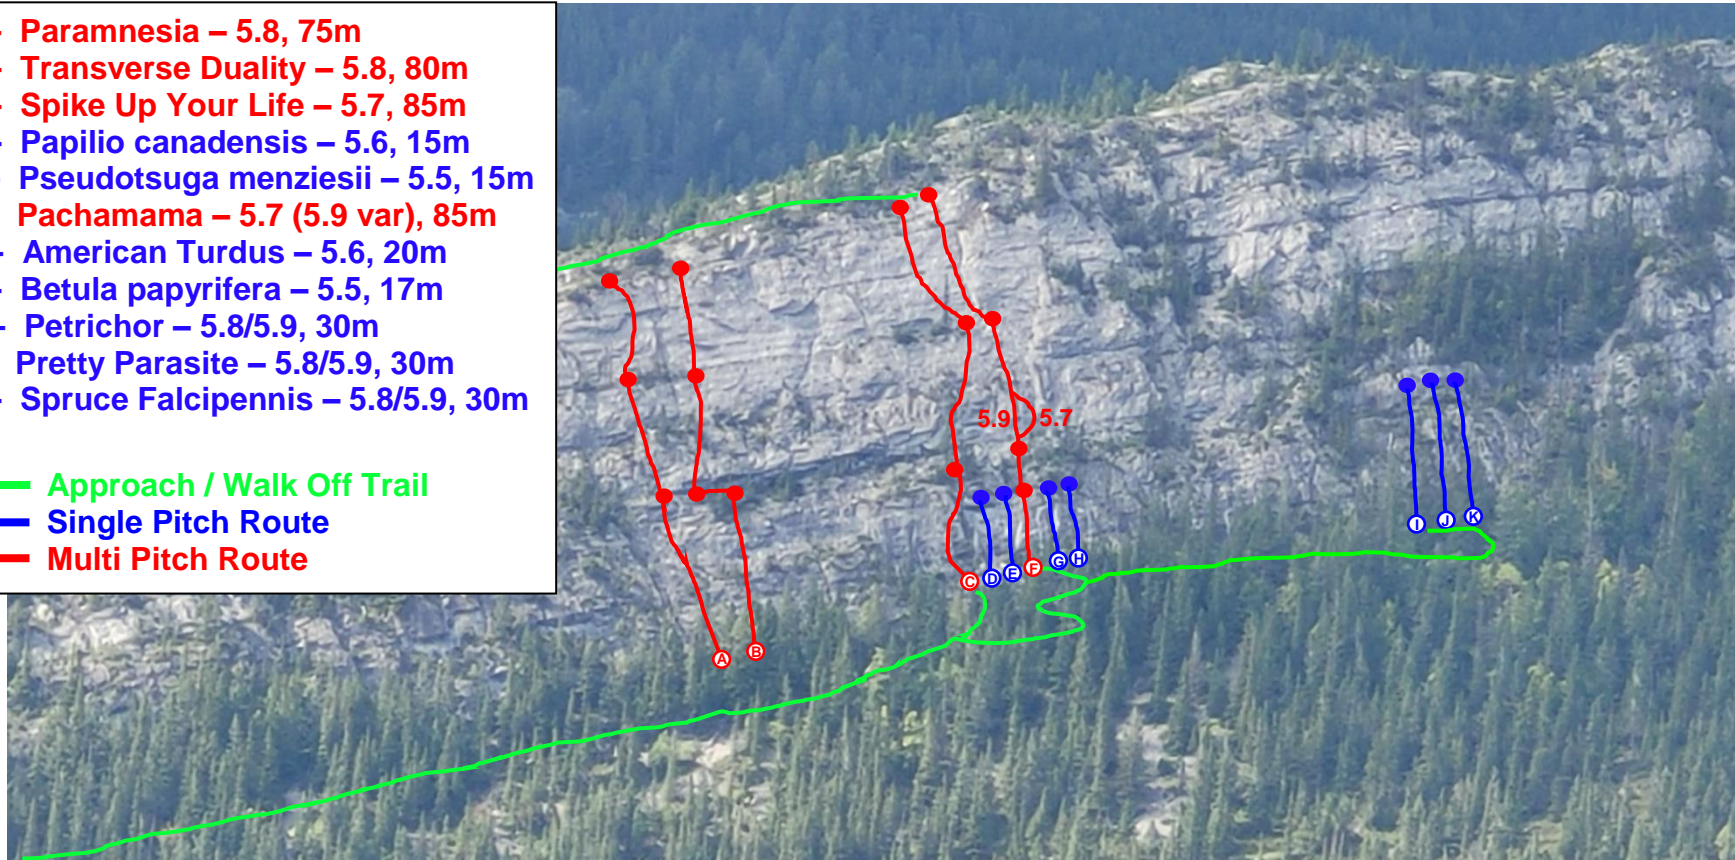 - Paramnesia – 5.8, 75m
- Transverse Duality – 5.8, 80m
- Spike Up Your Life – 5.7, 85m
- Papilio canadensis – 5.6, 15m
Pseudotsuga menziesii – 5.5, 15m
Pachamama – 5.7 (5.9 var), 85m
- American Turdus – 5.6, 20m
- Betula papyrifera – 5.5, 17m
- Petrichor – 5.8/5.9, 30m
Pretty Parasite – 5.8/5.9, 30m
- Spruce Falcipennis – 5.8/5.9, 30m
Approach / Walk Off Trail
Single Pitch Route
Multi Pitch Route
5.9 5.7
I J K
C D E F G H
A B